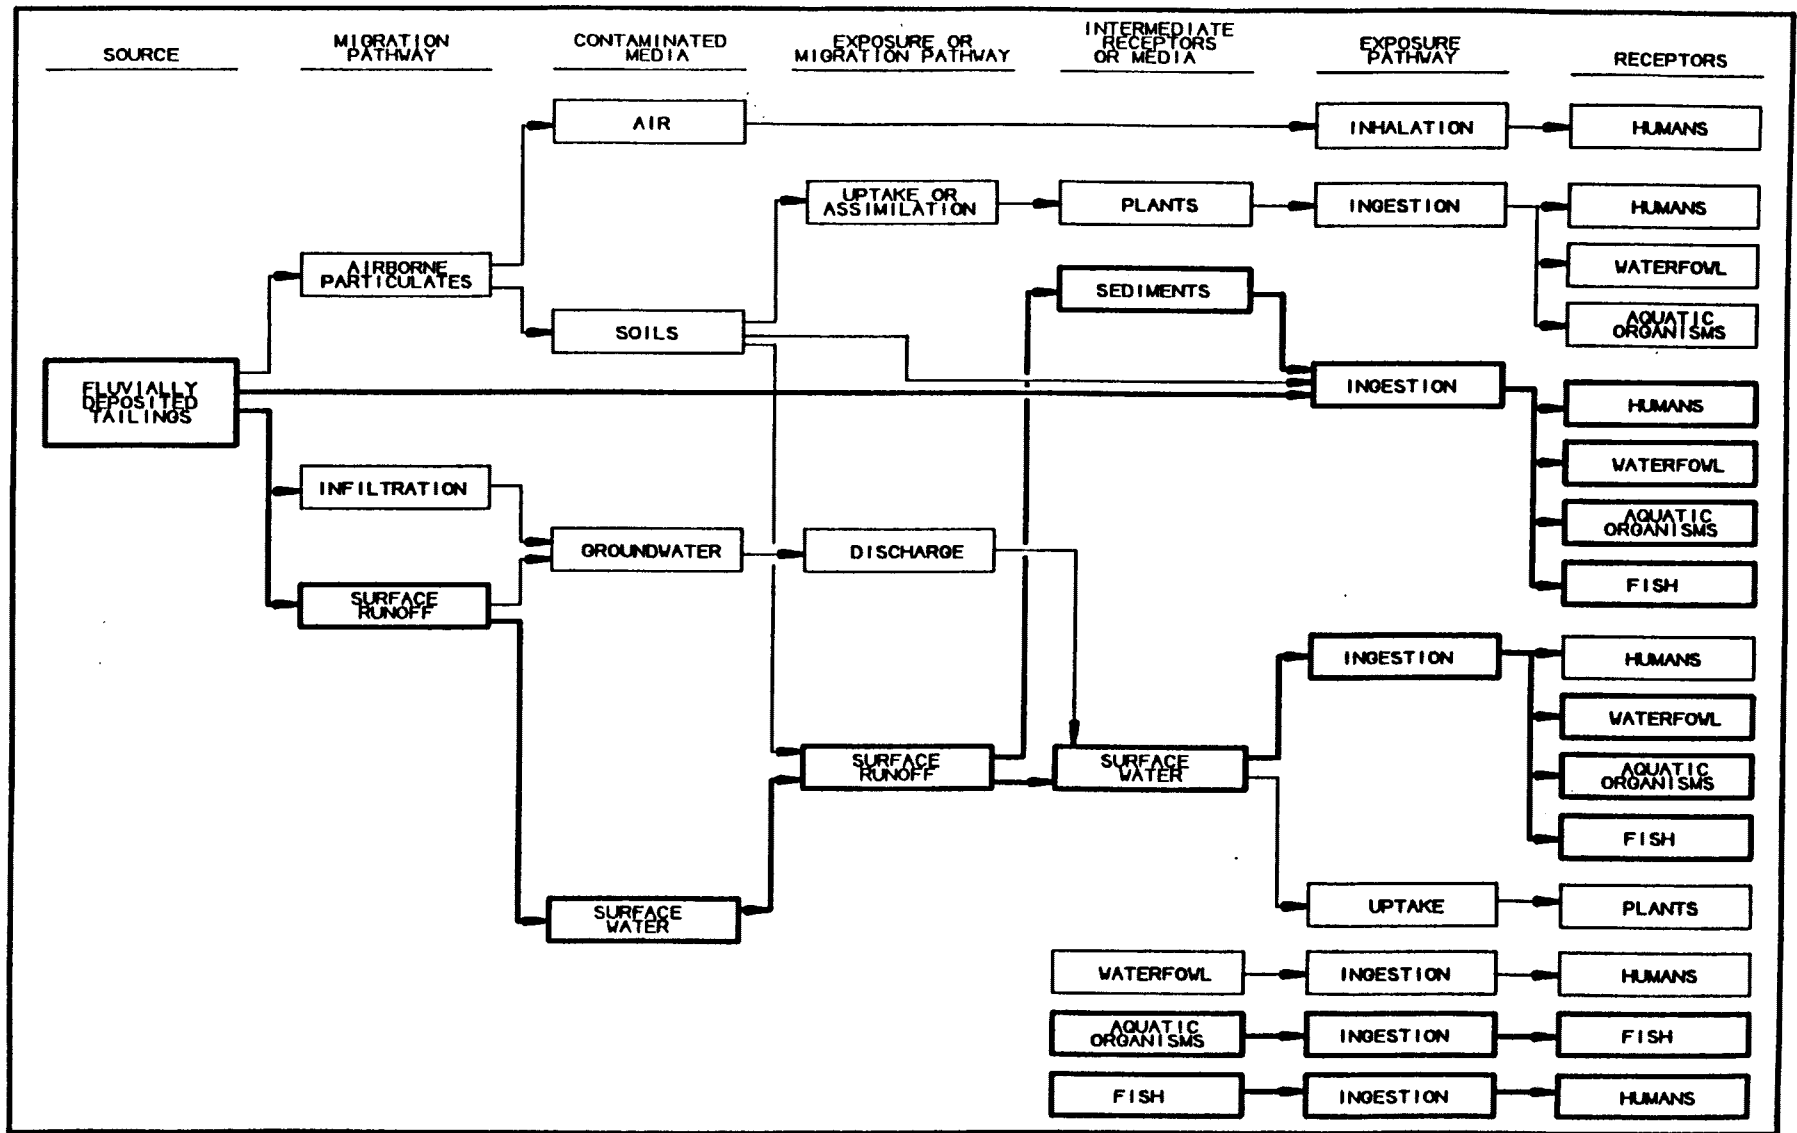 SOURCE
MIGRATION
PATHWAY
CONTAMINATED
MEDIA
EXPOSURE OR
MIGRATION PATHWAY
INTERMEDIATE
RECEPTORS
OR MEDIA
EXPOSURE
PATHWAY
RECEPTORS
AIR
INHALATION
HUMANS
UPTAKE OR
ASSIMILATION
PLANTS
INGESTION
HUMANS
WATERFOWL
AQUATIC
ORGANISMS
AIRBORNE
PARTICULATES
SEDIMENTS
SOILS
FLUVIALLY
DEPOSITED
TAILINGS
INGESTION
HUMANS
WATERFOWL
AQUATIC
ORGANISMS
FISH
INFILTRATION
GROUNDWATER
DISCHARGE
SURFACE
RUNOFF
INGESTION
HUMANS
WATERFOWL
AQUATIC
ORGANISMS
FISH
SURFACE
RUNOFF
SURFACE
WATER
SURFACE
WATER
UPTAKE
PLANTS
WATERFOWL
INGESTION
HUMANS
AQUATIC
ORGANISMS
INGESTION
FISH
FISH
INGESTION
HUMANS